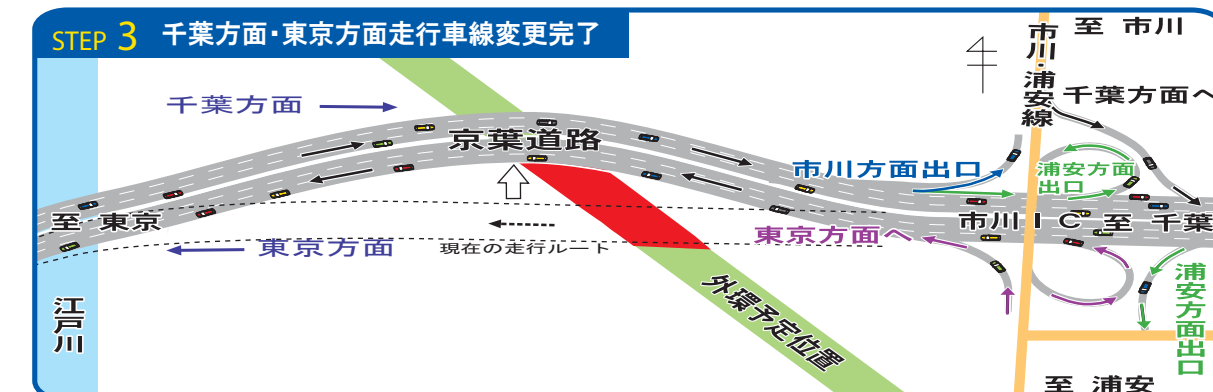 STEP 3 千葉方面・東京方面走行車線変更完了
至 市川
市川・浦安線
千葉方面へ
千葉方面
京葉道路
市川方面出口
浦安方面
出口
至 東京
市川IC 至 千葉
東京方面
現在の走行ルート
東京方面へ
外環予定位置
江戸川
浦安方面出口
至 浦安